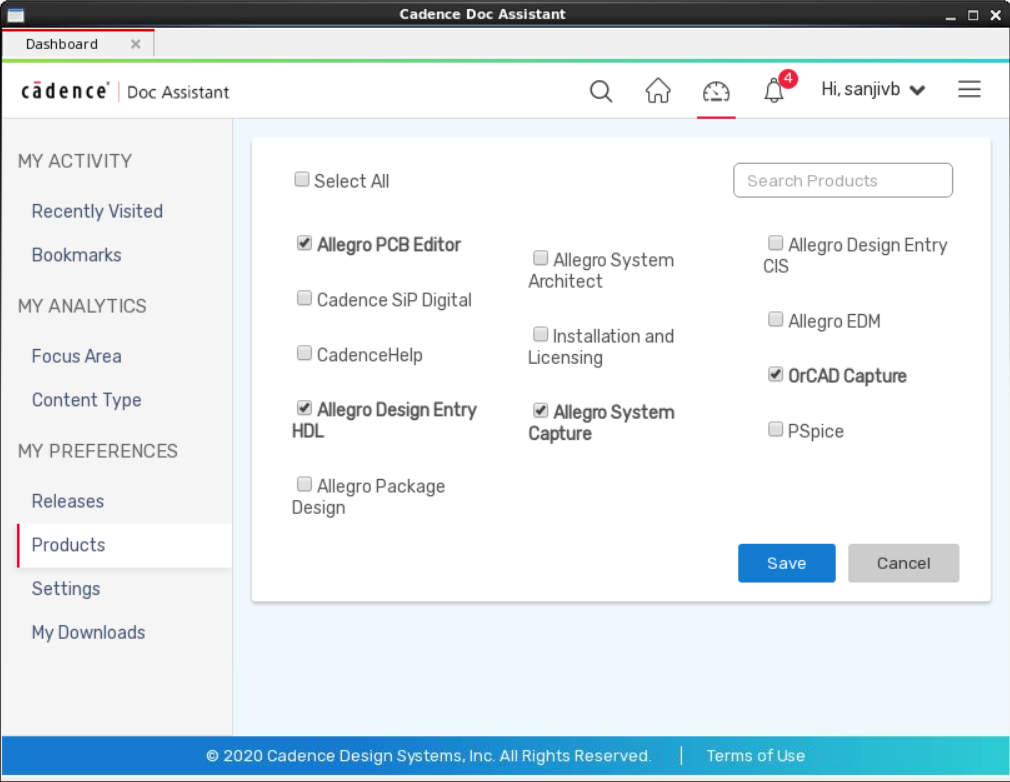 Cadence Doc Assistant
Dashboard
cādence Doc Assistant
4
Hi, sanjivb
MY ACTIVITY
Recently Visited
Bookmarks
MY ANALYTICS
Focus Area
Content Type
MY PREFERENCES
Releases
Products
Settings
My Downloads
Select All
Search Products
Allegro PCB Editor
Cadence SiP Digital
CadenceHelp
Allegro Design Entry
HDL
Allegro Package
Design
Allegro System
Architect
Installation and
Licensing
Allegro System
Capture
Allegro Design Entry
CIS
Allegro EDM
OrCAD Capture
PSpice
Save
Cancel
© 2020 Cadence Design Systems, Inc. All Rights Reserved. | Terms of Use